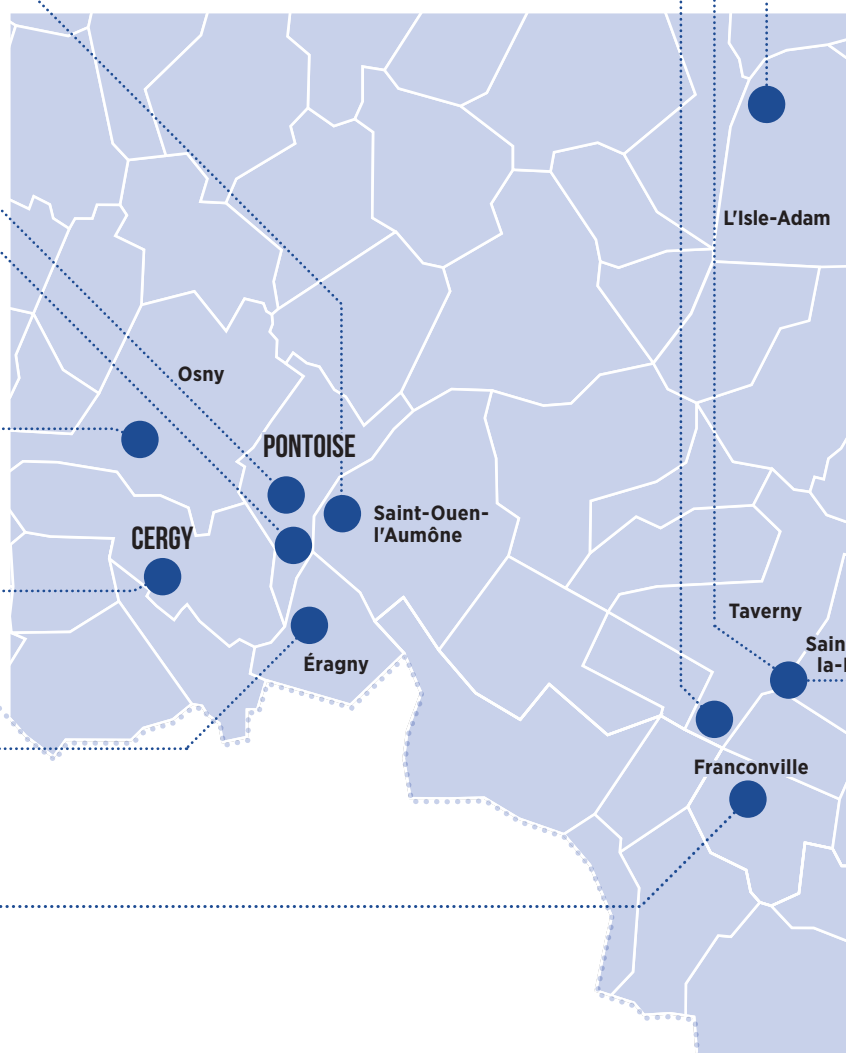 L'Isle-Adam
Osny
PONTOISE
Saint-Ouen-
l'Aumône
CERGY
Taverny
Éragny
Franconville